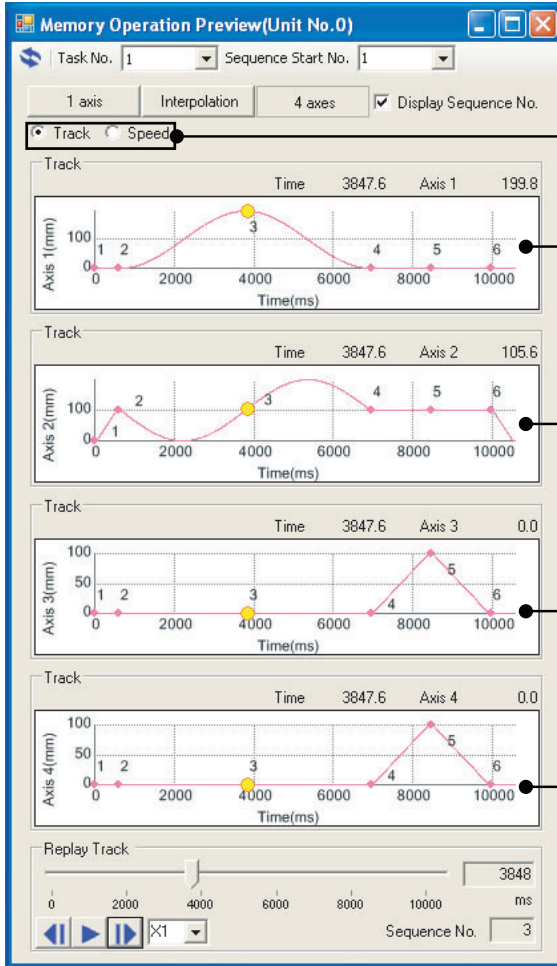 Memory Operation Preview(Unit No.0)
Task No. 1 Sequence Start No. 1
1 axis Interpolation 4 axes Display Sequence No.
Track Speed
Track
Time 3847.6 Axis 1 199.8
Axis 1(mm)
100
0
1 2 3 4 5 6
0 2000 4000 6000 8000 10000
Time(ms)
Track
Time 3847.6 Axis 2 105.6
Axis 2(mm)
100
0
1 2 3 4 5 6
0 2000 4000 6000 8000 10000
Time(ms)
Track
Time 3847.6 Axis 3 0.0
Axis 3(mm)
100
50
0
1 2 3 4 5 6
0 2000 4000 6000 8000 10000
Time(ms)
Track
Time 3847.6 Axis 4 0.0
Axis 4(mm)
100
50
0
1 2 3 4 5 6
0 2000 4000 6000 8000 10000
Time(ms)
Replay Track
3848
0 2000 4000 6000 8000 10000 ms
X1 Sequence No. 3